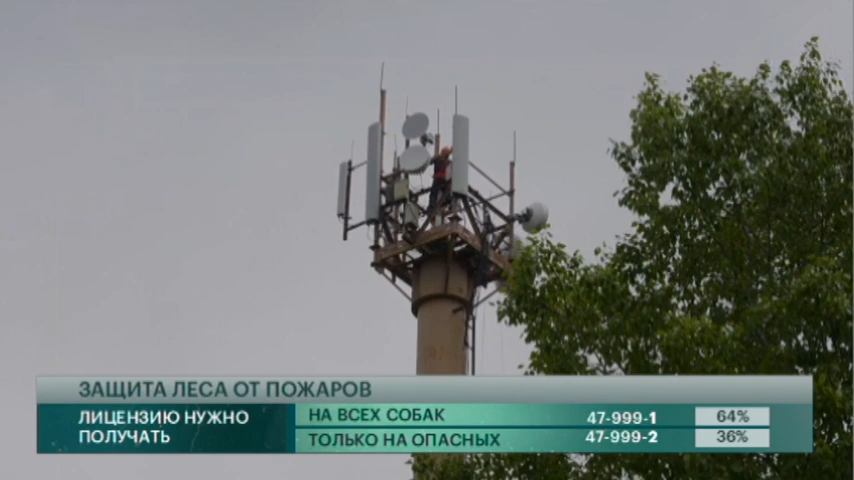 ЗАЩИТА ЛЕСА ОТ ПОЖАРОВ
ЛИЦЕНЗИЮ НУЖНО
ПОЛУЧАТЬ
НА ВСЕХ СОБАК 47-999-1 64%
ТОЛЬКО НА ОПАСНЫХ 47-999-2 36%